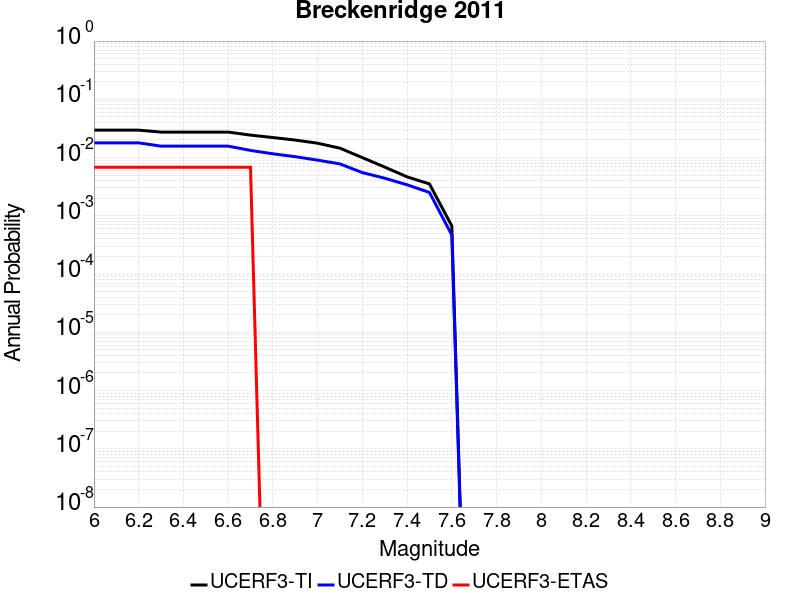 Breckenridge 2011
10^0
10^-1
10^-2
10^-3
10^-4
10^-5
10^-6
10^-7
10^-8
Annual Probability
6 6.2 6.4 6.6 6.8 7 7.2 7.4 7.6 7.8 8 8.2 8.4 8.6 8.8 9
Magnitude
UCERF3-TI UCERF3-TD UCERF3-ETAS